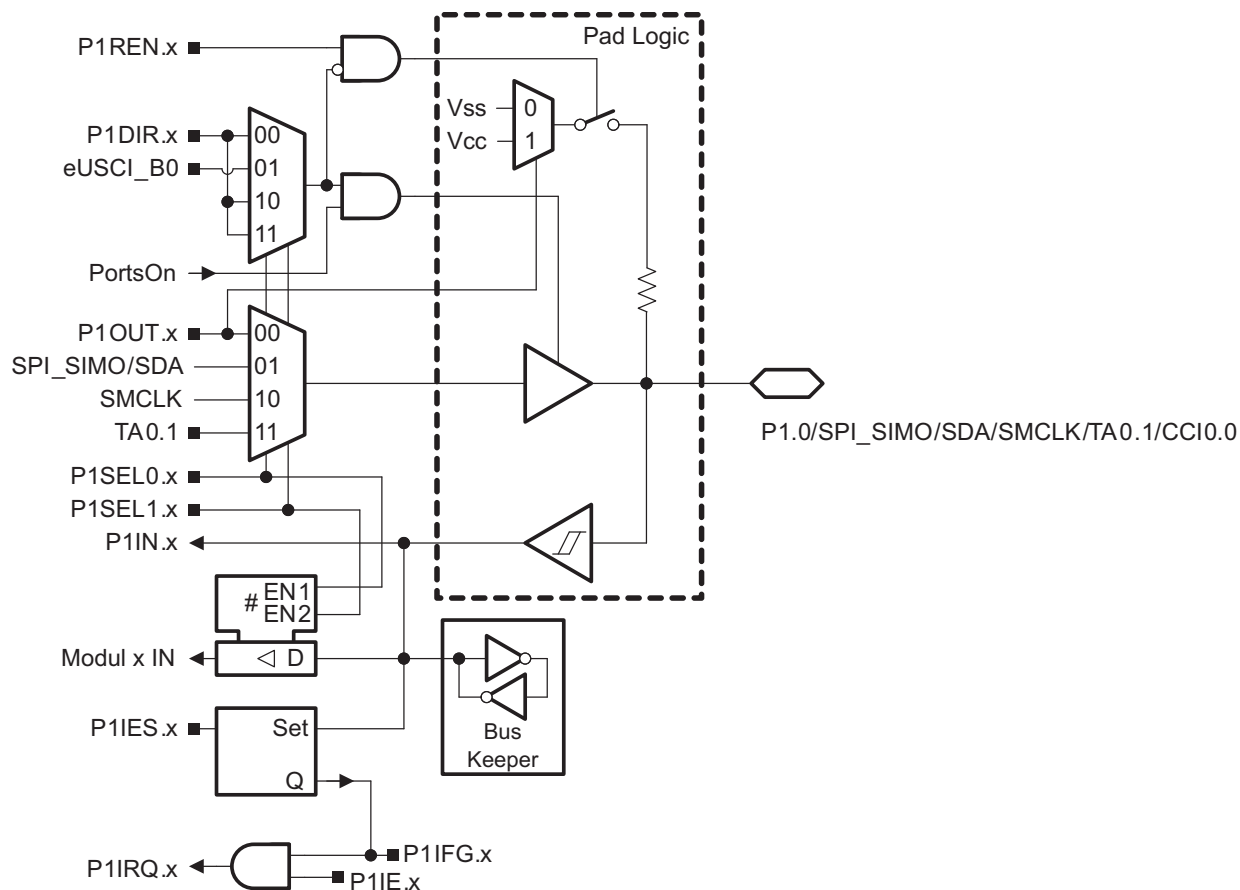 P1REN.x
Pad Logic
Vss
0
Vcc
1
P1DIR.x
00
eUSCI_B0
01
10
11
PortsOn
P1OUT.x
00
SPI_SIMO/SDA
01
SMCLK
10
TA0.1
11
P1.0/SPI_SIMO/SDA/SMCLK/TA0.1/CCI0.0
P1SEL0.x
P1SEL1.x
P1IN.x
# EN1
EN2
Modul x IN
D
P1IES.x
Set
Q
Bus
Keeper
P1IRQ.x
P1IFG.x
P1IE.x